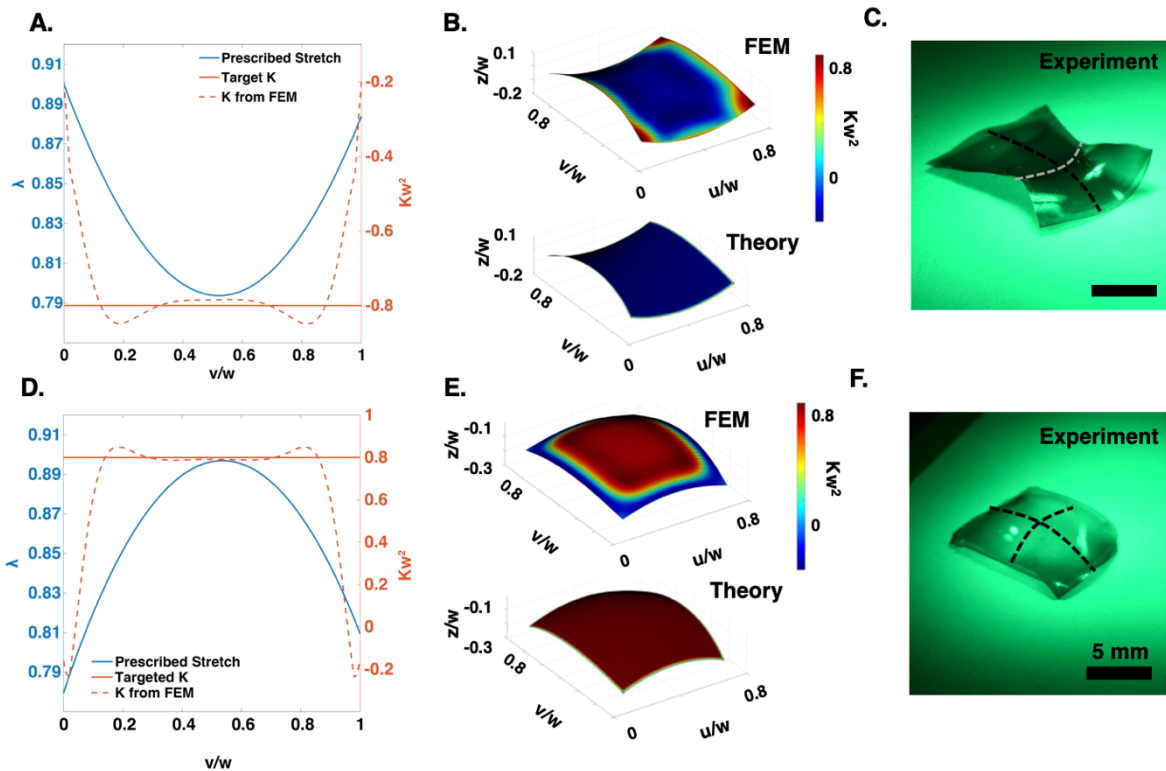 A.
0.91
0.89
0.87
0.85
0.83
0.81
0.79
λ
Prescribed Stretch
Target K
K from FEM
-0.2
-0.4
-0.6
-0.8
Kw²
0 0.2 0.4 0.6 0.8 1
v/w
B.
FEM
0.1
-0.2
z/w
0.8
v/w
0
u/w
0.8
0.8
0
Kw²
Theory
0.1
-0.2
z/w
0.8
v/w
0
u/w
0.8
C.
Experiment
D.
0.91
0.89
0.87
0.85
0.83
0.81
0.79
λ
Prescribed Stretch
Targeted K
K from FEM
1
0.8
0.6
0.4
0.2
0
-0.2
Kw²
0 0.2 0.4 0.6 0.8 1
v/w
E.
FEM
-0.1
-0.3
z/w
0.8
v/w
0
u/w
0.8
0.8
0
Kw²
Theory
-0.1
-0.3
z/w
0.8
v/w
0
u/w
0.8
F.
Experiment
5 mm